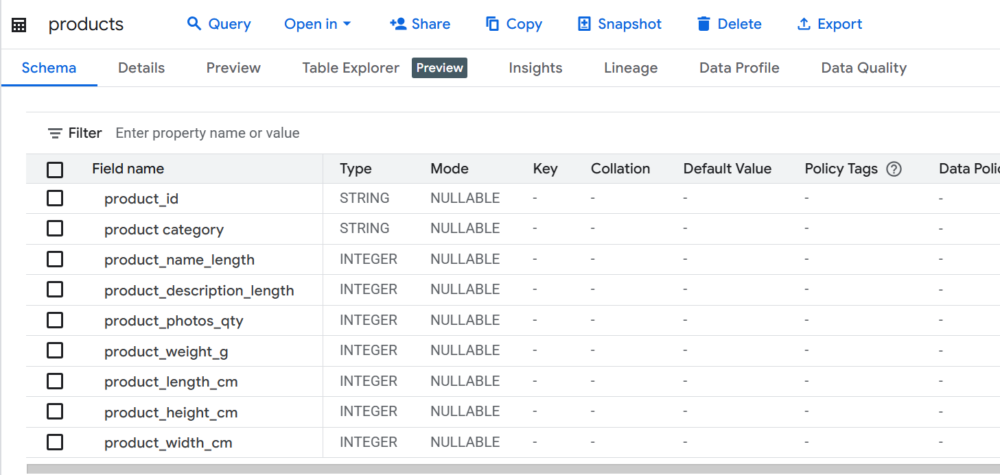 products Query Open in Share Copy Snapshot Delete Export
Schema Details Preview Table Explorer Preview Insights Lineage Data Profile Data Quality
Filter Enter property name or value
Field name Type Mode Key Collation Default Value Policy Tags ? Data Polic
product_id STRING NULLABLE - - - - -
product category STRING NULLABLE - - - - -
product_name_length INTEGER NULLABLE - - - - -
product_description_length INTEGER NULLABLE - - - - -
product_photos_qty INTEGER NULLABLE - - - - -
product_weight_g INTEGER NULLABLE - - - - -
product_length_cm INTEGER NULLABLE - - - - -
product_height_cm INTEGER NULLABLE - - - - -
product_width_cm INTEGER NULLABLE - - - - -